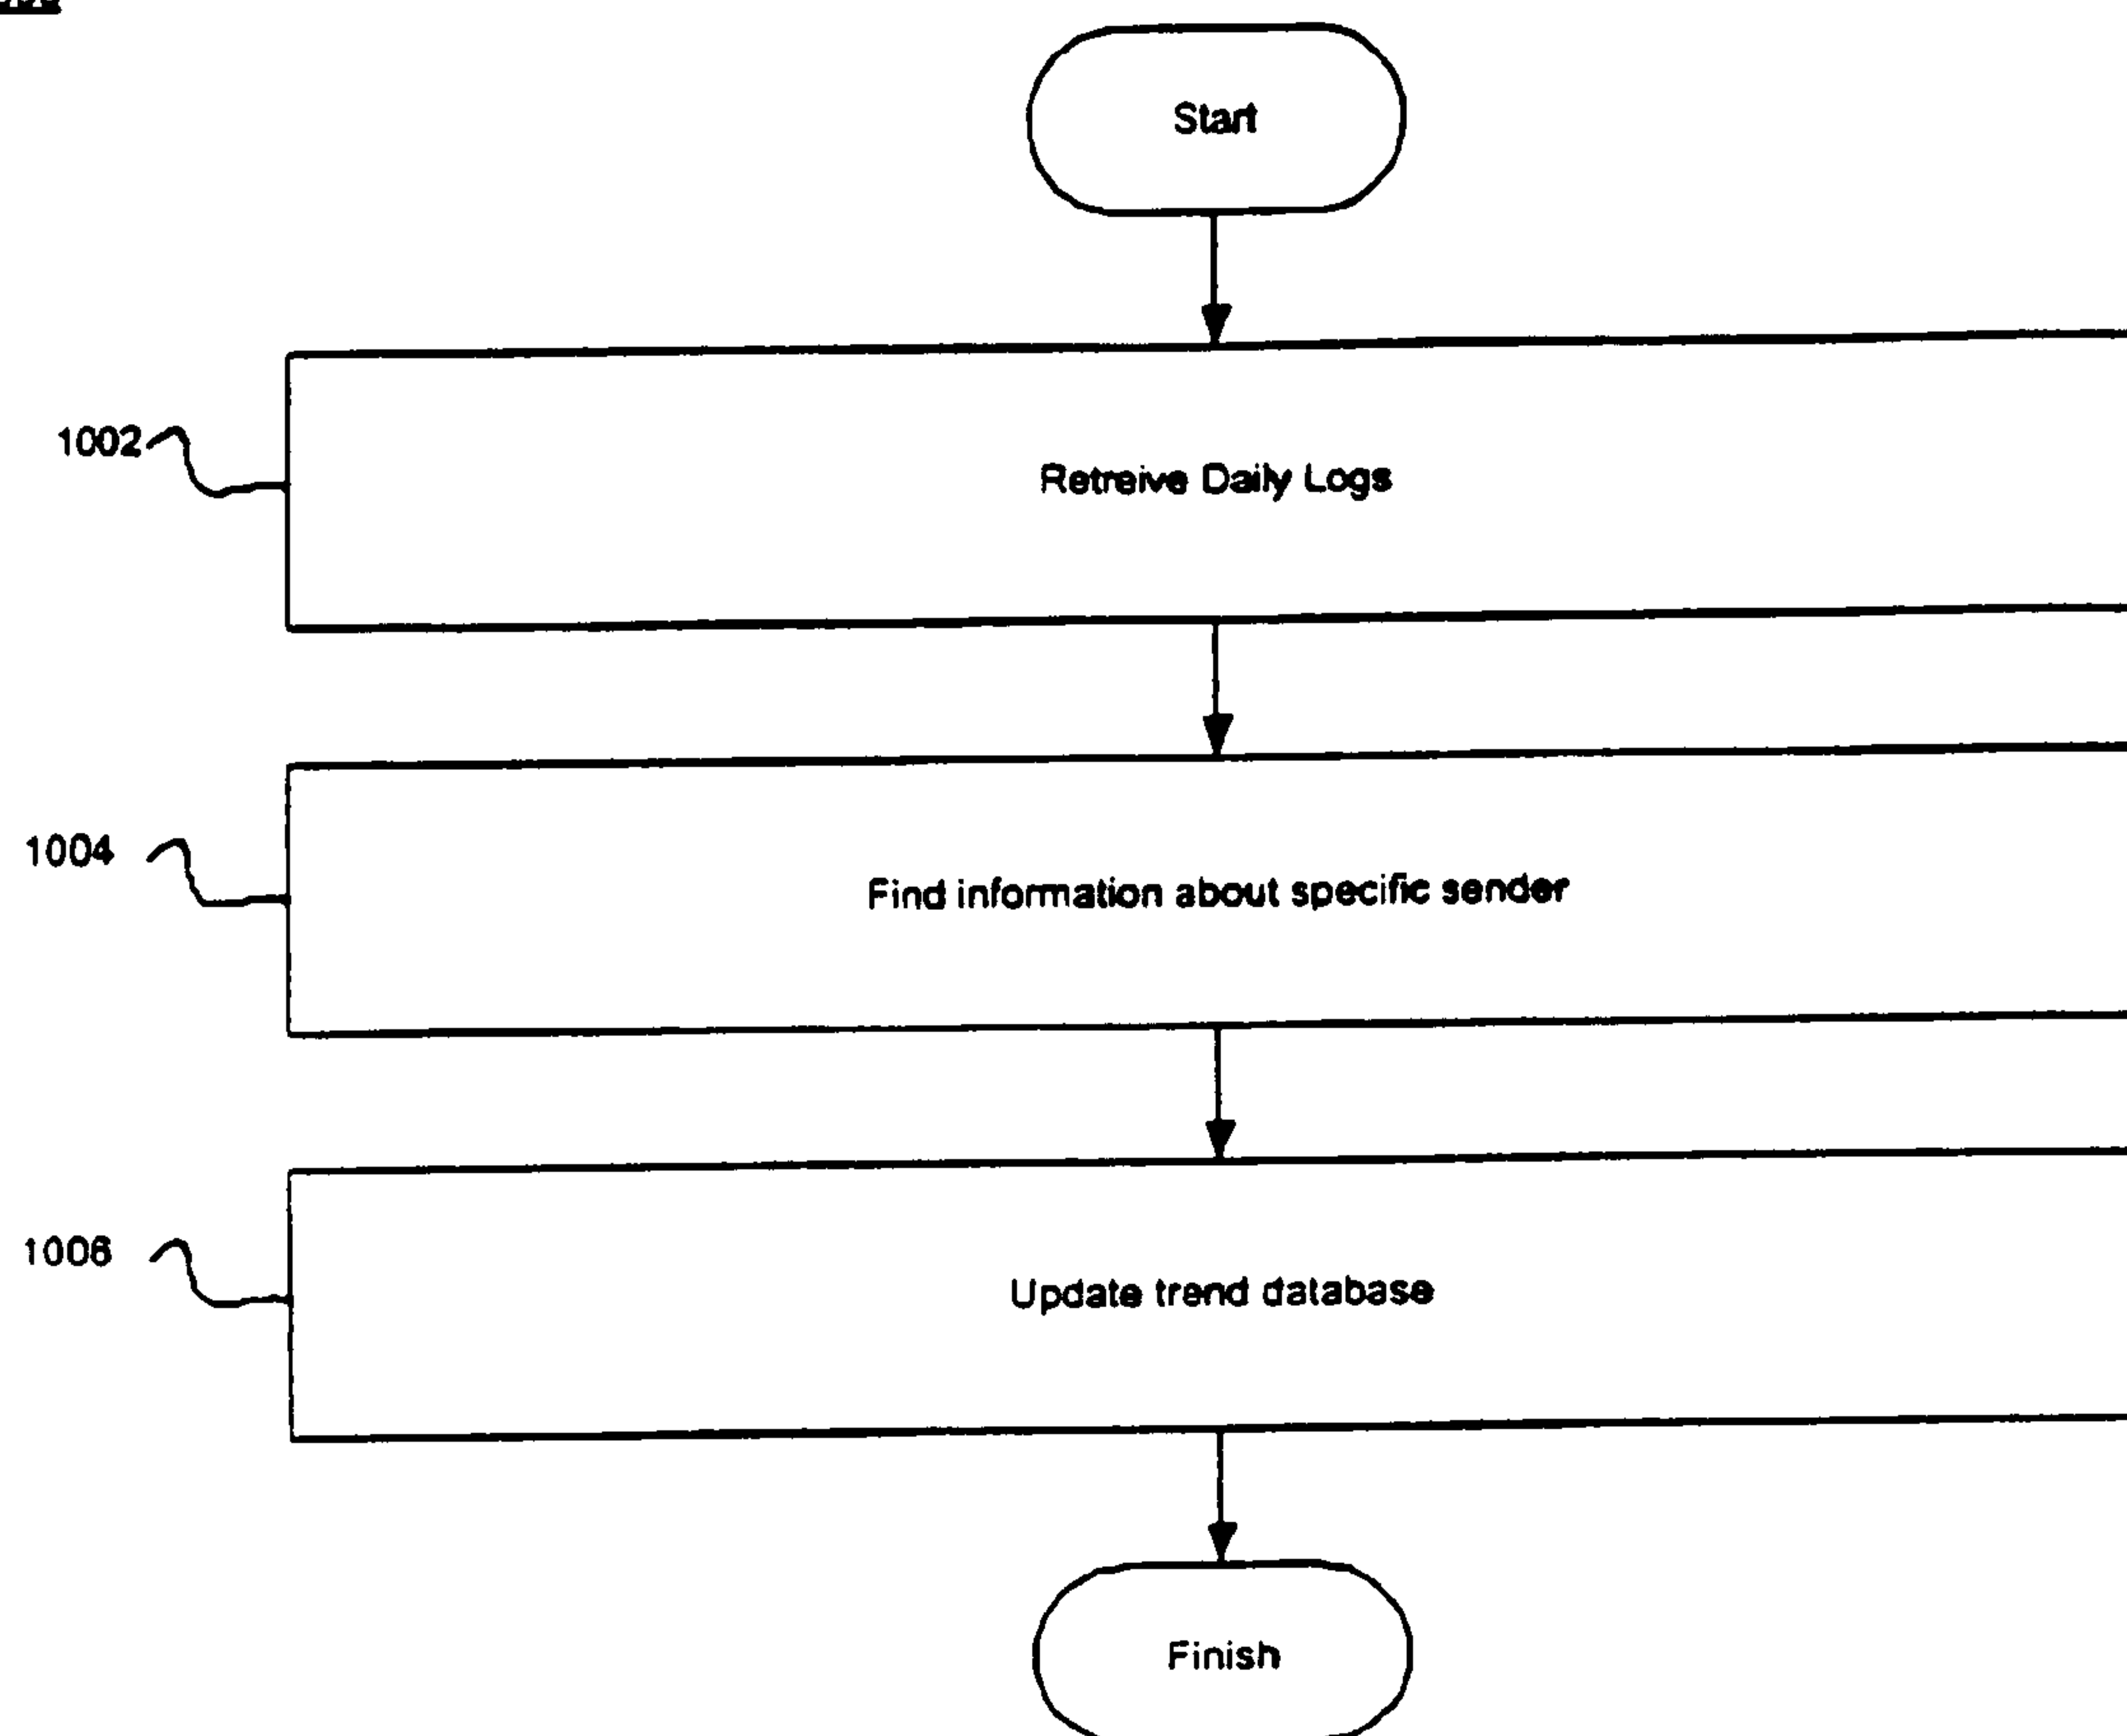 Start
1002
Retreive Daily Logs
1004
Find information about specific sender
1006
Update trend database
Finish